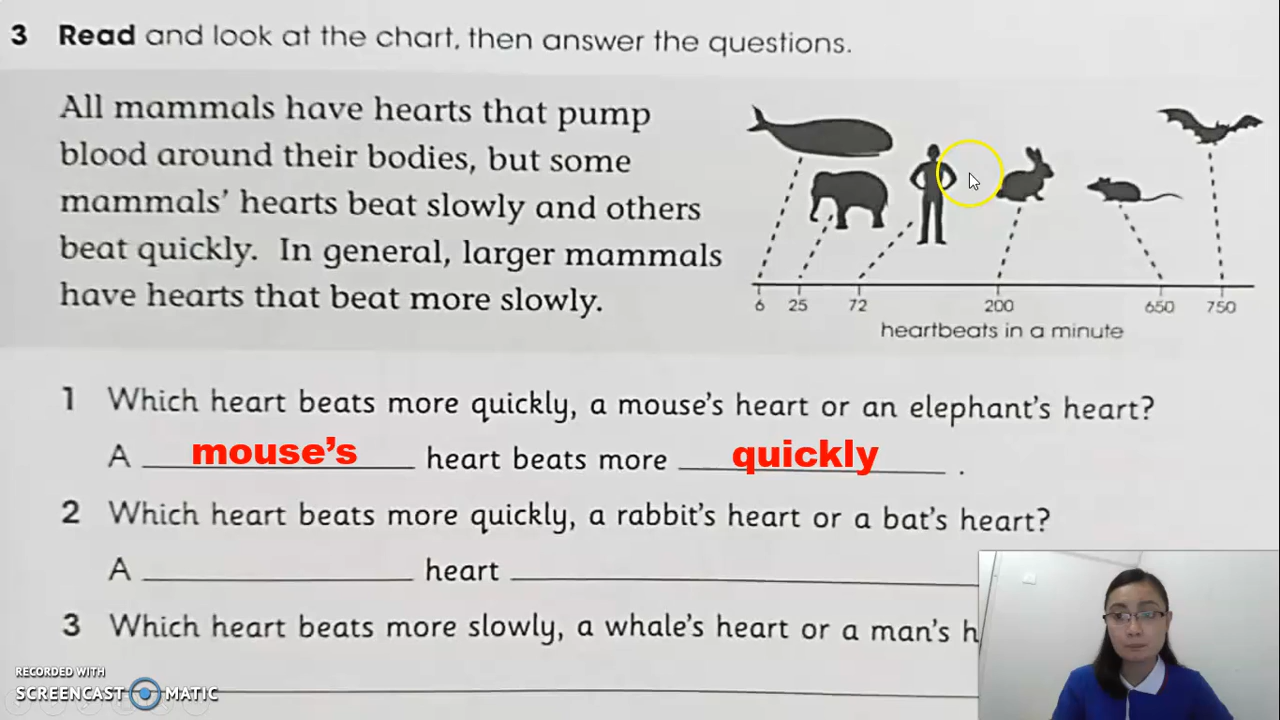 3 Read and look at the chart, then answer the questions.
All mammals have hearts that pump
blood around their bodies, but some
mammals' hearts beat slowly and others
beat quickly. In general, larger mammals
have hearts that beat more slowly.
6 25 72 200 650 750
heartbeats in a minute
1 Which heart beats more quickly, a mouse's heart or an elephant's heart?
A mouse's heart beats more quickly .
2 Which heart beats more quickly, a rabbit's heart or a bat's heart?
A heart
3 Which heart beats more slowly, a whale's heart or a man's h
RECORDED WITH
SCREENCAST MATIC